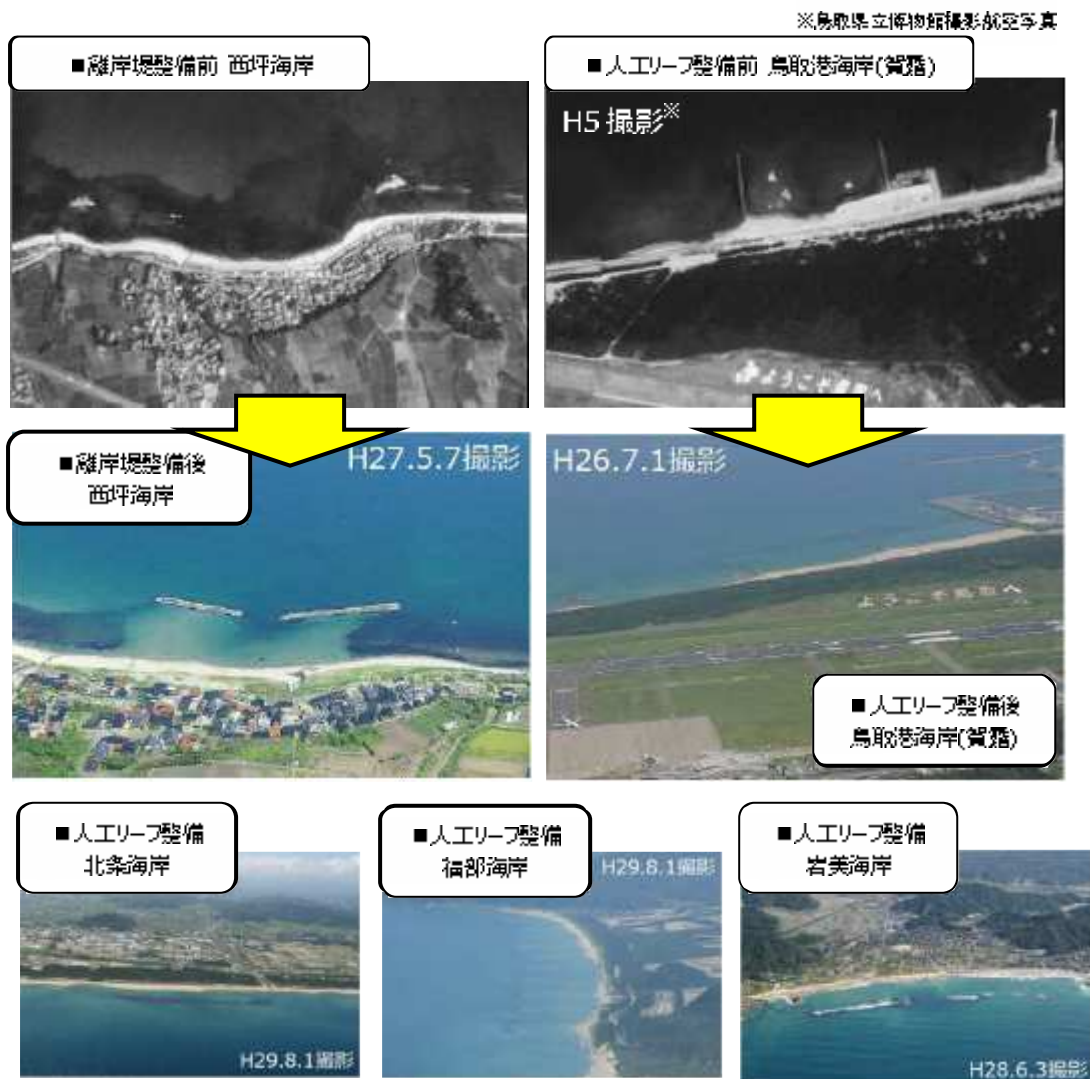 ※鳥取県立博物館撮影航空写真
■離岸堤整備前 西坪海岸
■人工リーフ整備前 鳥取港海岸(賀露)
H5 撮影※
■離岸堤整備後
西坪海岸
H27.5.7撮影
H26.7.1撮影
■人工リーフ整備後
鳥取港海岸(賀露)
■人工リーフ整備
北条海岸
H29.8.1撮影
■人工リーフ整備
福部海岸
H29.8.1撮影
■人工リーフ整備
岩美海岸
H28.6.3撮影